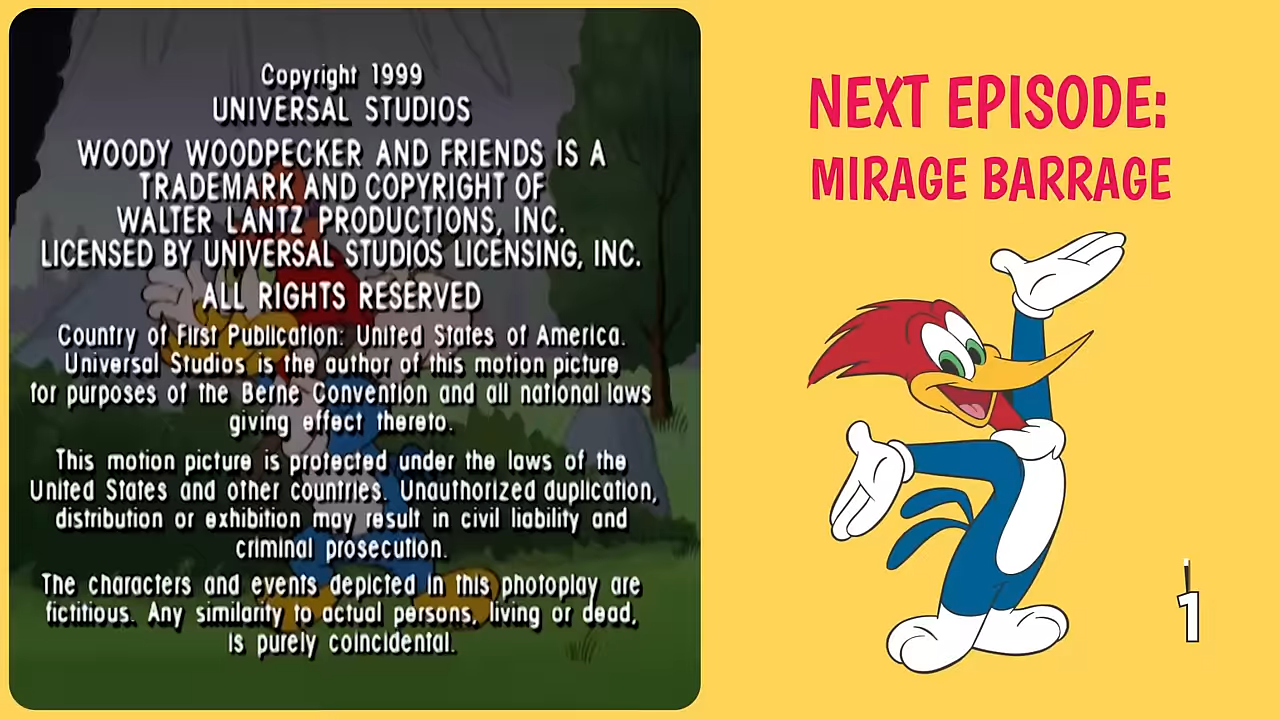 Copyright 1999
UNIVERSAL STUDIOS
WOODY WOODPECKER AND FRIENDS IS A
TRADEMARK AND COPYRIGHT OF
WALTER LANTZ PRODUCTIONS, INC.
LICENSED BY UNIVERSAL STUDIOS LICENSING, INC.
ALL RIGHTS RESERVED
Country of First Publication: United States of America.
Universal Studios is the author of this motion picture
for purposes of the Berne Convention and all national laws
giving effect thereto.
This motion picture is protected under the laws of the
United States and other countries. Unauthorized duplication,
distribution or exhibition may result in civil liability and
criminal prosecution.
The characters and events depicted in this photoplay are
fictitious. Any similarity to actual persons, living or dead,
is purely coincidental.
NEXT EPISODE:
MIRAGE BARRAGE
1